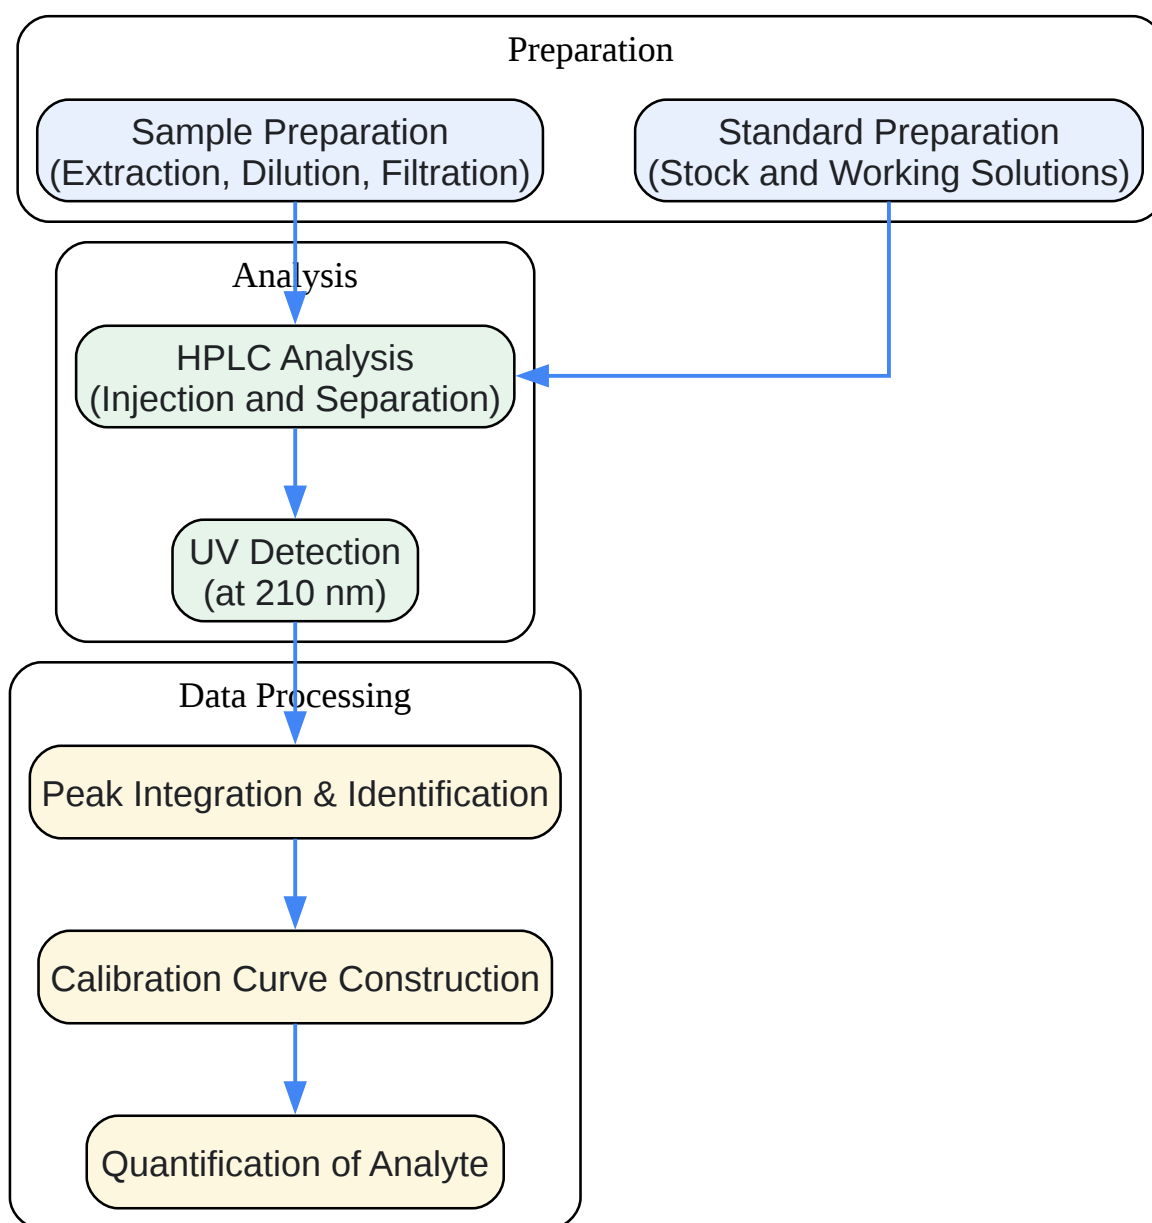 Preparation
Sample Preparation
(Extraction, Dilution, Filtration)
Standard Preparation
(Stock and Working Solutions)
Analysis
HPLC Analysis
(Injection and Separation)
UV Detection
(at 210 nm)
Data Processing
Peak Integration & Identification
Calibration Curve Construction
Quantification of Analyte